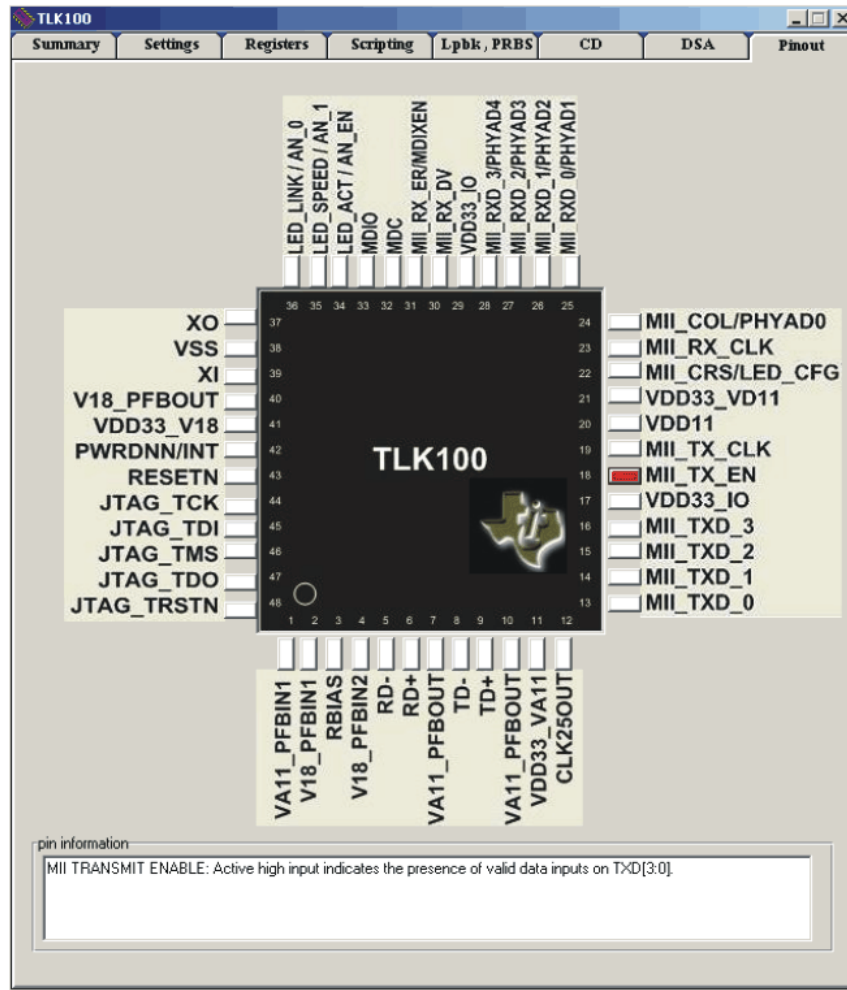 TLK100
Summary Settings Registers Scripting Lpbk , PRBS CD DSA Pinout
LED_LINK / AN_0
LED_SPEED / AN_1
LED_ACT / AN_EN
MDIO
MDC
MII_RX_ER/MDIXEN
MII_RX_DV
VDD33_IO
MII_RXD_3/PHYAD4
MII_RXD_2/PHYAD3
MII_RXD_1/PHYAD2
MII_RXD_0/PHYAD1
36 35 34 33 32 31 30 29 28 27 26 25
XO 37
VSS 38
XI 39
V18_PFBOUT 40
VDD33_V18 41
PWRDNN/INT 42
RESETN 43
JTAG_TCK 44
JTAG_TDI 45
JTAG_TMS 46
JTAG_TDO 47
JTAG_TRSTN 48
TLK100
24 MII_COL/PHYAD0
23 MII_RX_CLK
22 MII_CRS/LED_CFG
21 VDD33_VD11
20 VDD11
19 MII_TX_CLK
18 MII_TX_EN
17 VDD33_IO
16 MII_TXD_3
15 MII_TXD_2
14 MII_TXD_1
13 MII_TXD_0
1 2 3 4 5 6 7 8 9 10 11 12
VA11_PFBIN1
V18_PFBIN1
RBIAS
V18_PFBIN2
RD-
RD+
VA11_PFBOUT
TD-
TD+
VA11_PFBOUT
VDD33_VA11
CLK25OUT
pin information
MII TRANSMIT ENABLE: Active high input indicates the presence of valid data inputs on TXD[3:0].